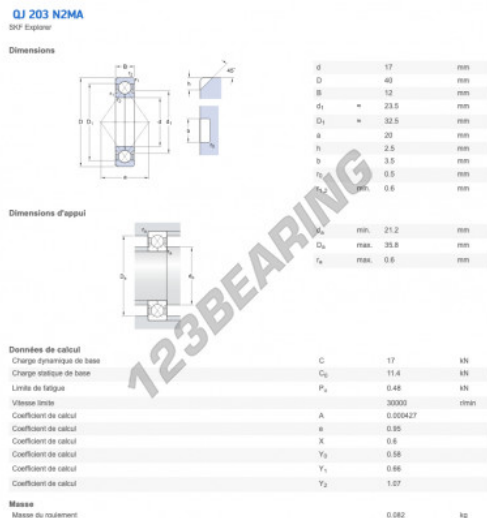 QJ 203 N2MA
SKF Explorer
Dimensions
d 17 mm
D 40 mm
B 12 mm
d1 ≈ 23.5 mm
D1 ≈ 32.5 mm
a 20 mm
h 2.5 mm
b 3.5 mm
r0 0.5 mm
r1,2 min. 0.6 mm
45°
Dimensions d'appui
da min. 21.2 mm
Da max. 35.8 mm
ra max. 0.6 mm
123BEARING
Données de calcul
Charge dynamique de base C 17 kN
Charge statique de base C0 11.4 kN
Limite de fatigue Pu 0.48 kN
Vitesse limite 30000 r/min
Coefficient de calcul A 0.000427
Coefficient de calcul e 0.95
Coefficient de calcul X 0.6
Coefficient de calcul Y0 0.58
Coefficient de calcul Y1 0.66
Coefficient de calcul Y2 1.07
Masse
Masse du roulement 0.082 kg